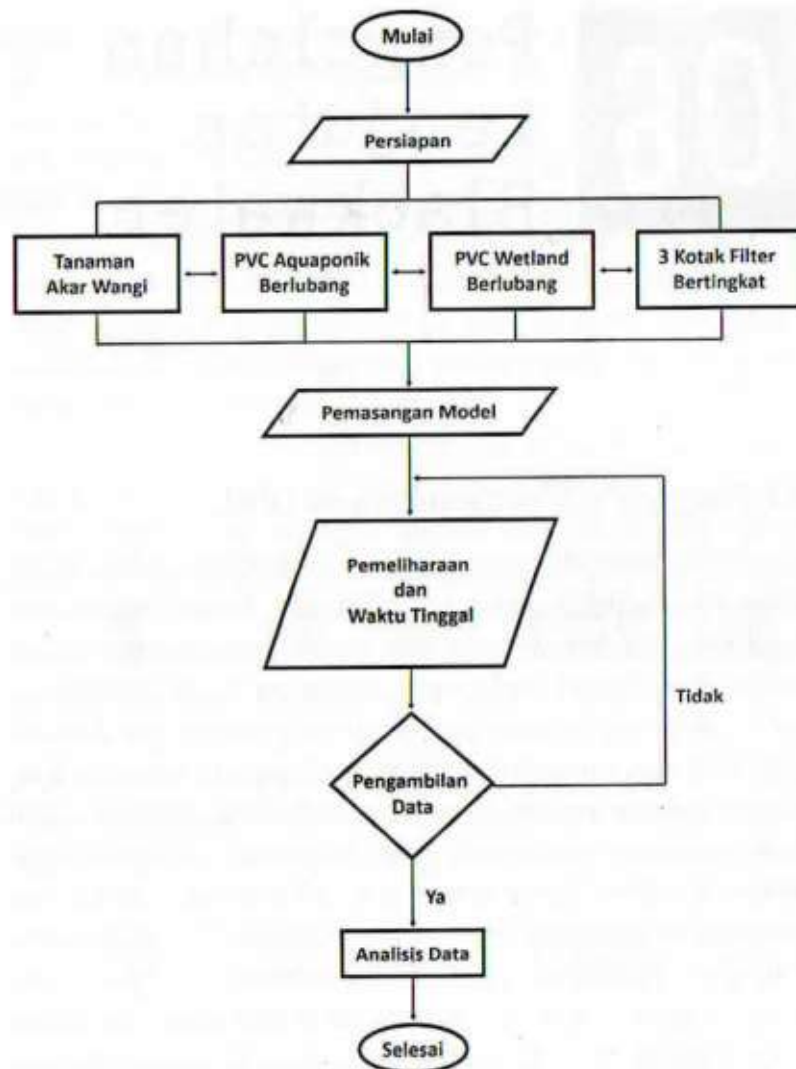 Mulai
Persiapan
Tanaman
Akar Wangi
PVC Aquaponik
Berlubang
PVC Wetland
Berlubang
3 Kotak Filter
Bertingkat
Pemasangan Model
Pemeliharaan
dan
Waktu Tinggal
Tidak
Pengambilan
Data
Ya
Analisis Data
Selesai